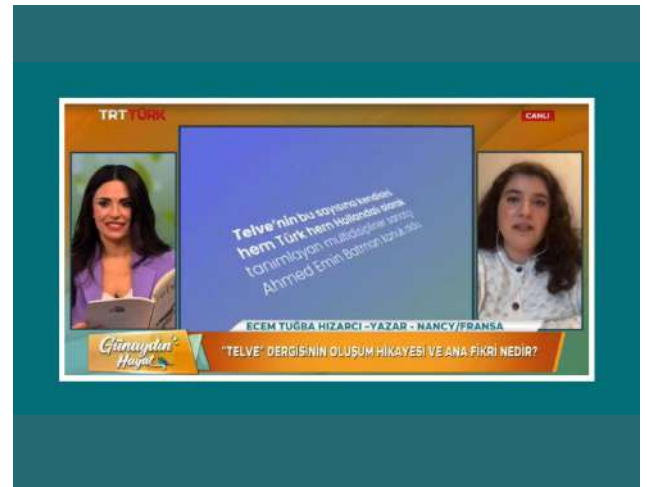 TRT TÜRK
CANLI
Telve'nin bu sayısına kendisini
hem Türk hem Hollandalı olarak
tanımlayan multidisipliner sanatçı
Ahmed Emin Batman konuk oldu
ECEM TUĞBA HIZARCI -YAZAR - NANCY/FRANSA
Günaydın
Hayat
"TELVE" DERGİSİNİN OLUŞUM HİKAYESİ VE ANA FİKRİ NEDİR?